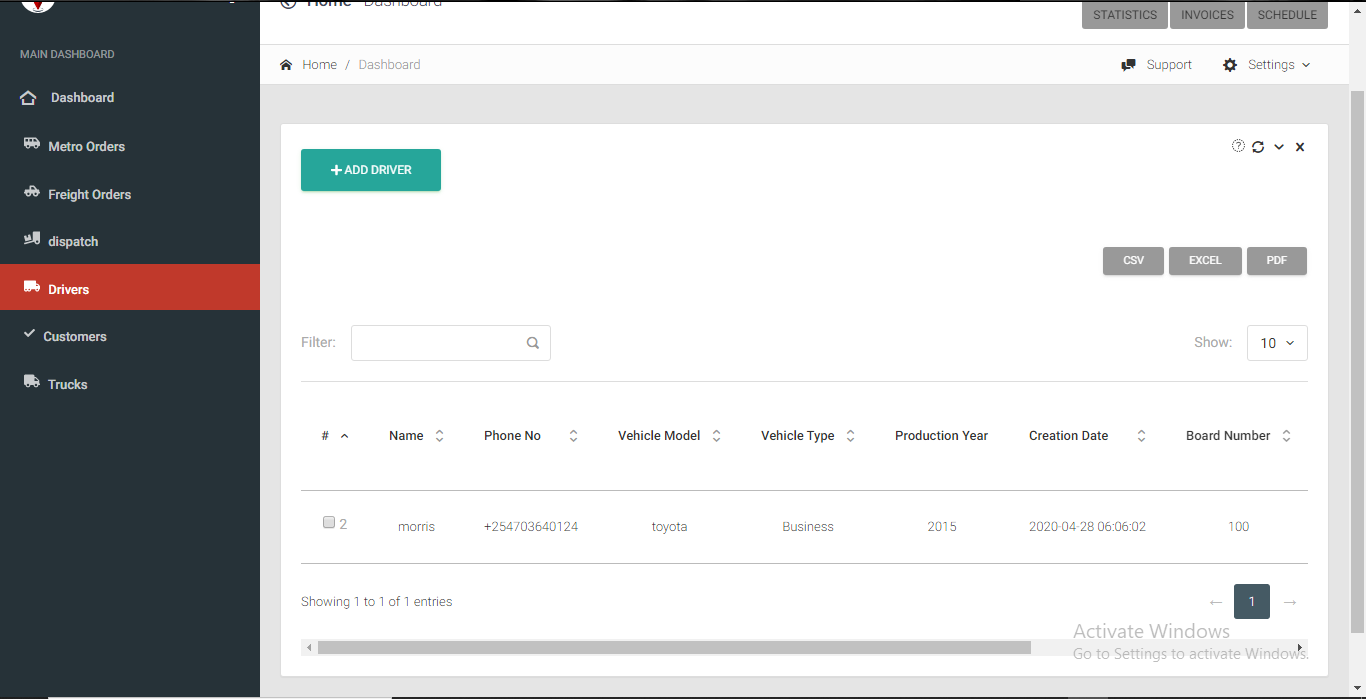 Home - Dashboard
STATISTICS INVOICES SCHEDULE
MAIN DASHBOARD
Home / Dashboard
Support Settings
Dashboard
Metro Orders
Freight Orders
dispatch
Drivers
Customers
Trucks
+ ADD DRIVER
CSV EXCEL PDF
Filter:
Show: 10
# Name Phone No Vehicle Model Vehicle Type Production Year Creation Date Board Number
2 morris +254703640124 toyota Business 2015 2020-04-28 06:06:02 100
Showing 1 to 1 of 1 entries
← 1 →
Activate Windows
Go to Settings to activate Windows.